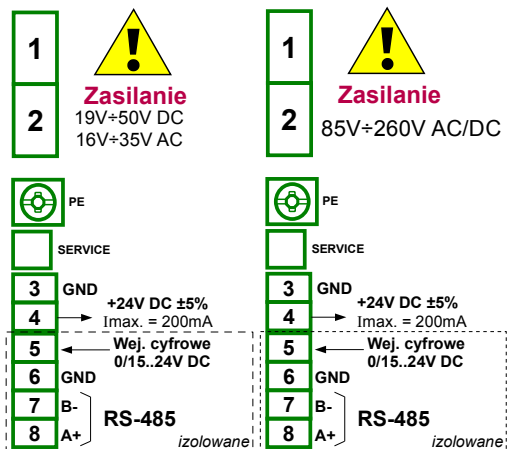 1
Zasilanie
2
19V÷50V DC
16V÷35V AC
PE
SERVICE
3 GND
+24V DC ±5%
4
Imax. = 200mA
5
Wej. cyfrowe
0/15..24V DC
6 GND
7 B-
RS-485
8 A+
izolowane
1
Zasilanie
2
85V÷260V AC/DC
PE
SERVICE
3 GND
+24V DC ±5%
4
Imax. = 200mA
5
Wej. cyfrowe
0/15..24V DC
6 GND
7 B-
RS-485
8 A+
izolowane